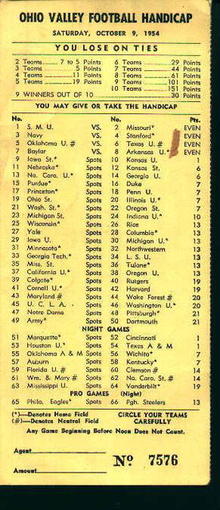 OHIO VALLEY FOOTBALL HANDICAP
SATURDAY, OCTOBER 9, 1954
YOU LOSE ON TIES
2 Teams 7 to 5 Points 6 Teams 29 Points
3 Teams 5 Points 7 Teams 44 Points
4 Teams 11 Points 8 Teams 61 Points
5 Teams 19 Points 9 Teams 101 Points
10 Teams 151 Points
9 WINNERS OUT OF 10 30 Points
YOU MAY GIVE OR TAKE THE HANDICAP
No. No.
1 S. M. U. VS. 2 Missouri* EVEN
3 Navy VS. 4 Stanford* EVEN
5 Oklahoma U. # VS. 6 Texas U. # EVEN
7 Baylor VS. 8 Arkansas U.* EVEN
9 Iowa St.* Spots 10 Kansas U. 1
11 Nebraska* Spots 12 Kansas St. 6
13 No. Caro. U.* Spots 14 Georgia U. 6
15 Purdue* Spots 16 Duke 7
17 Princeton* Spots 18 Penn U. 7
19 Ohio St. Spots 20 Illinois U.* 7
21 Wash. St.* Spots 22 Oregon St. 7
23 Michigan St. Spots 24 Indiana U.* 10
25 Wisconsin* Spots 26 Rice 13
27 Yale Spots 28 Columbia* 13
29 Iowa U. Spots 30 Michigan U.* 13
31 Minnesota* Spots 32 Northwestern 13
33 Georgia Tech.* Spots 34 L. S. U. 13
35 Miss. St. Spots 36 Tulane* 13
37 California U.* Spots 38 Oregon U. 13
39 Colgate* Spots 40 Rutgers 19
41 Cornell U.* Spots 42 Harvard 19
43 Maryland # Spots 44 Wake Forest # 20
45 U. C. L. A. Spots 46 Washington U.* 20
47 Notre Dame Spots 48 Pittsburgh* 21
49 Army* Spots 50 Dartmouth 21
NIGHT GAMES
51 Marquette* Spots 52 Cincinnati 1
53 Houston U.* Spots 54 Texas A & M 1
55 Oklahoma A & M Spots 56 Wichita* 7
57 Auburn Spots 58 Kentucky* 7
59 Florida U. # Spots 60 Clemson # 14
61 Wm. & Mary # Spots 62 No. Caro. St. # 14
63 Mississippi U. Spots 64 Vanderbilt* 19
PRO GAMES (Night)
65 Phila. Eagles* Spots 66 Pgh. Steelers 13
(*)—Denotes Home Field CIRCLE YOUR TEAMS
(#)—Denotes Neutral Field CAREFULLY
Any Game Beginning Before Noon Does Not Count.
Agent
Amount No 7576